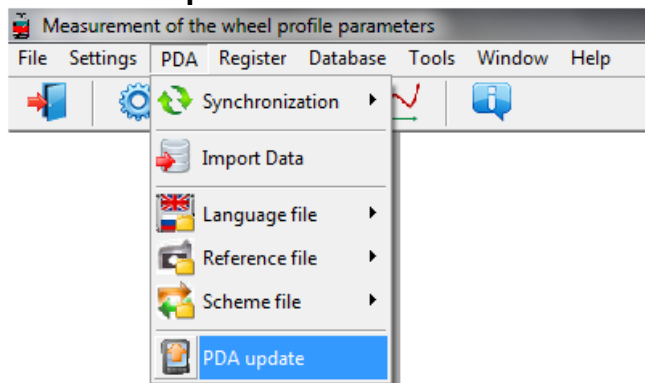 Measurement of the wheel profile parameters
File Settings PDA Register Database Tools Window Help
Synchronization
Import Data
Language file
Reference file
Scheme file
PDA update